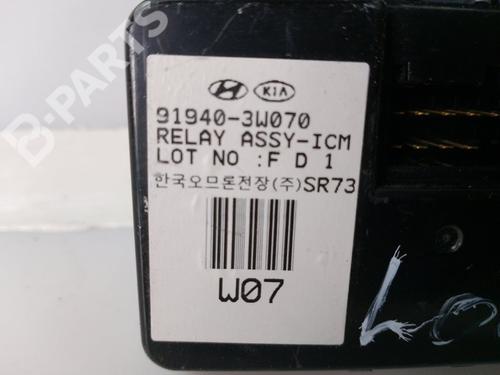 B-PARTS
KIA
91940-3W070
RELAY ASSY-ICM
LOT NO :F D 1
한국오므론전장(주)SR73
W07